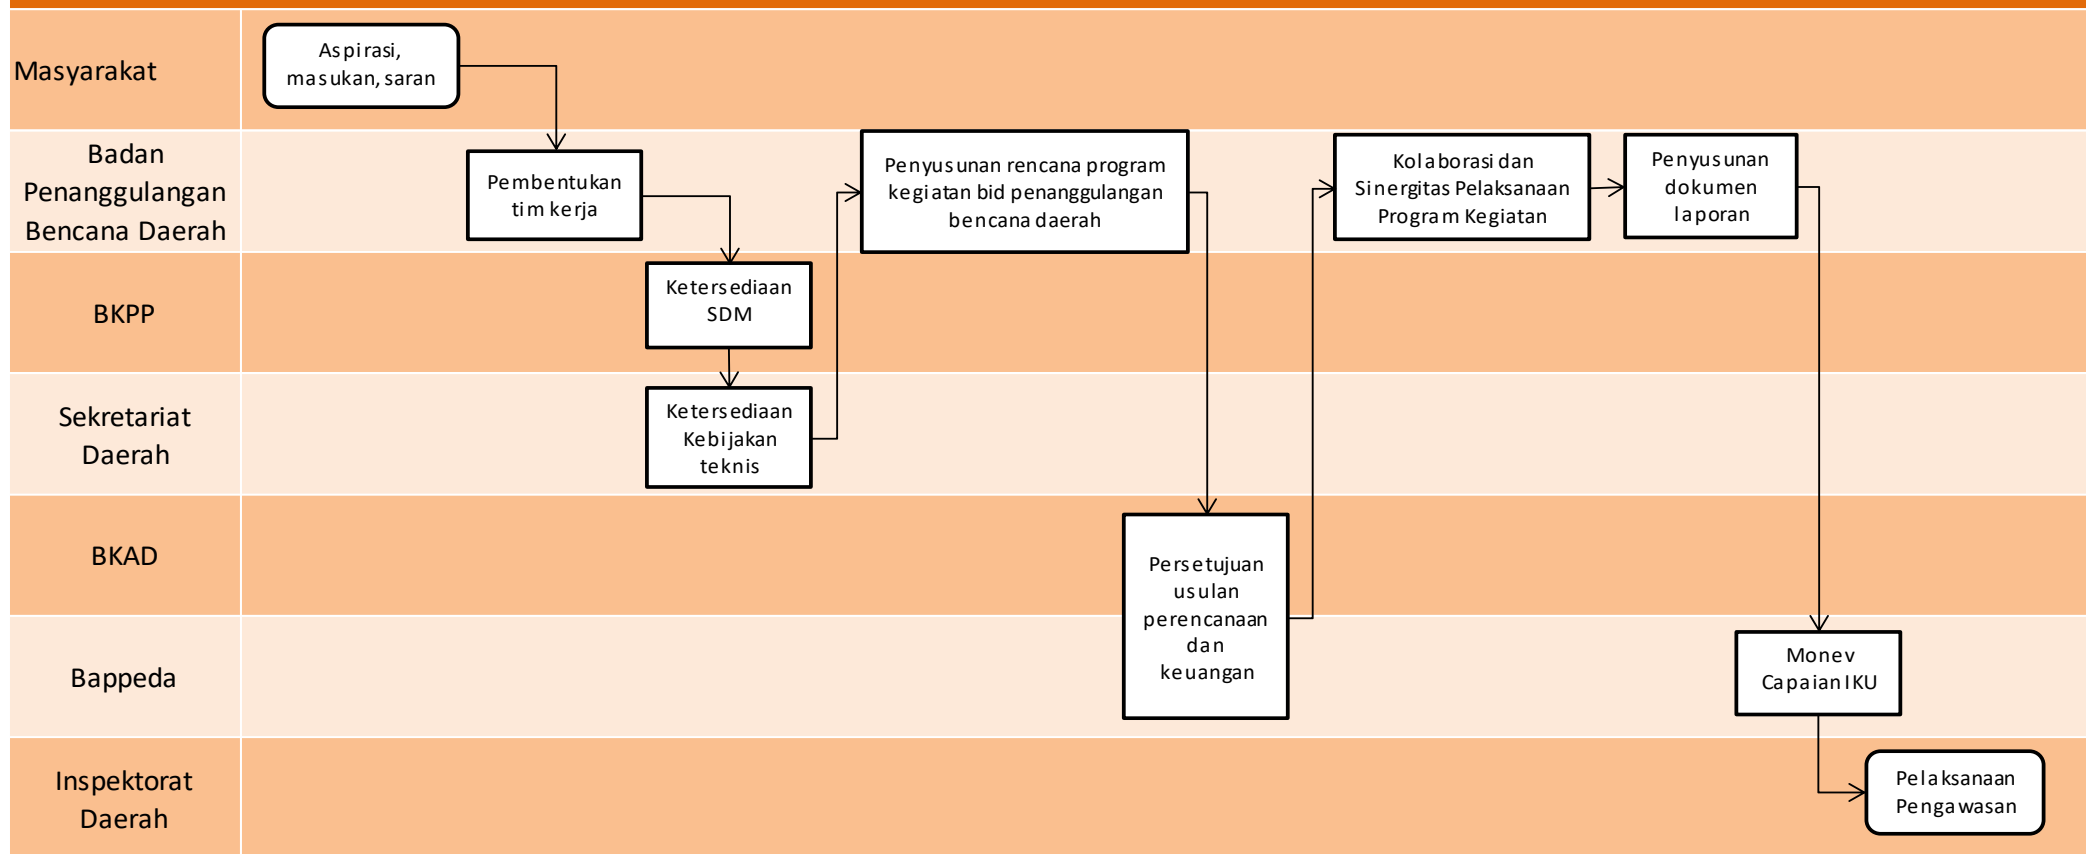 Masyarakat
Aspirasi,
masukan, saran
Badan
Penanggulangan
Bencana Daerah
Pembentukan
tim kerja
Penyusunan rencana program
kegiatan bid penanggulangan
bencana daerah
Kolaborasi dan
Sinergitas Pelaksanaan
Program Kegiatan
Penyusunan
dokumen
laporan
BKPP
Ketersediaan
SDM
Sekretariat
Daerah
Ketersediaan
Kebijakan
teknis
BKAD
Persetujuan
usulan
perencanaan
dan
keuangan
Bappeda
Monev
Capaian IKU
Inspektorat
Daerah
Pelaksanaan
Pengawasan